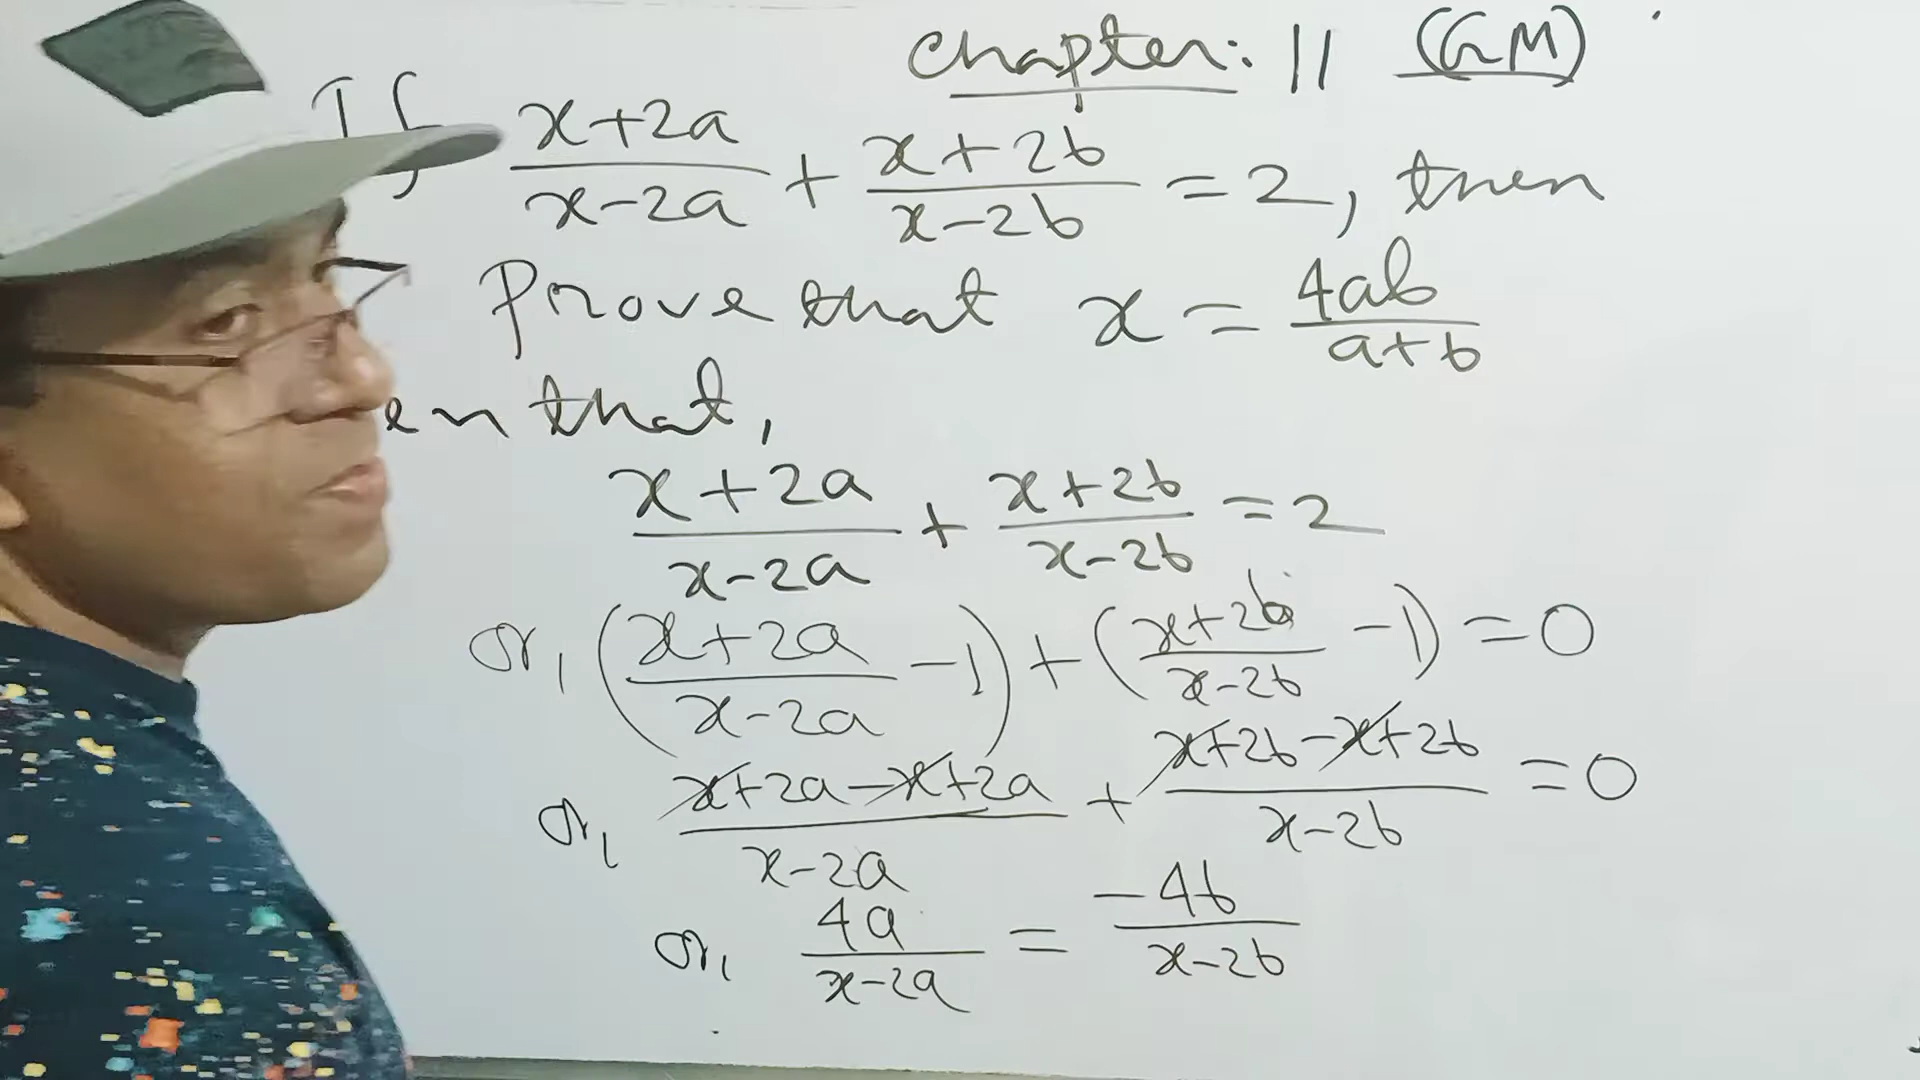 Chapter: 11 (GM)
If (x+2a)/(x-2a) + (x+2b)/(x-2b) = 2, then
Prove that x = 4ab/(a+b)
en that,
(x+2a)/(x-2a) + (x+2b)/(x-2b) = 2
or, ((x+2a)/(x-2a) -1) + ((x+2b)/(x-2b) -1) = 0
or, (x+2a-x+2a)/(x-2a) + (x+2b-x+2b)/(x-2b) = 0
or, 4a/(x-2a) = -4b/(x-2b)